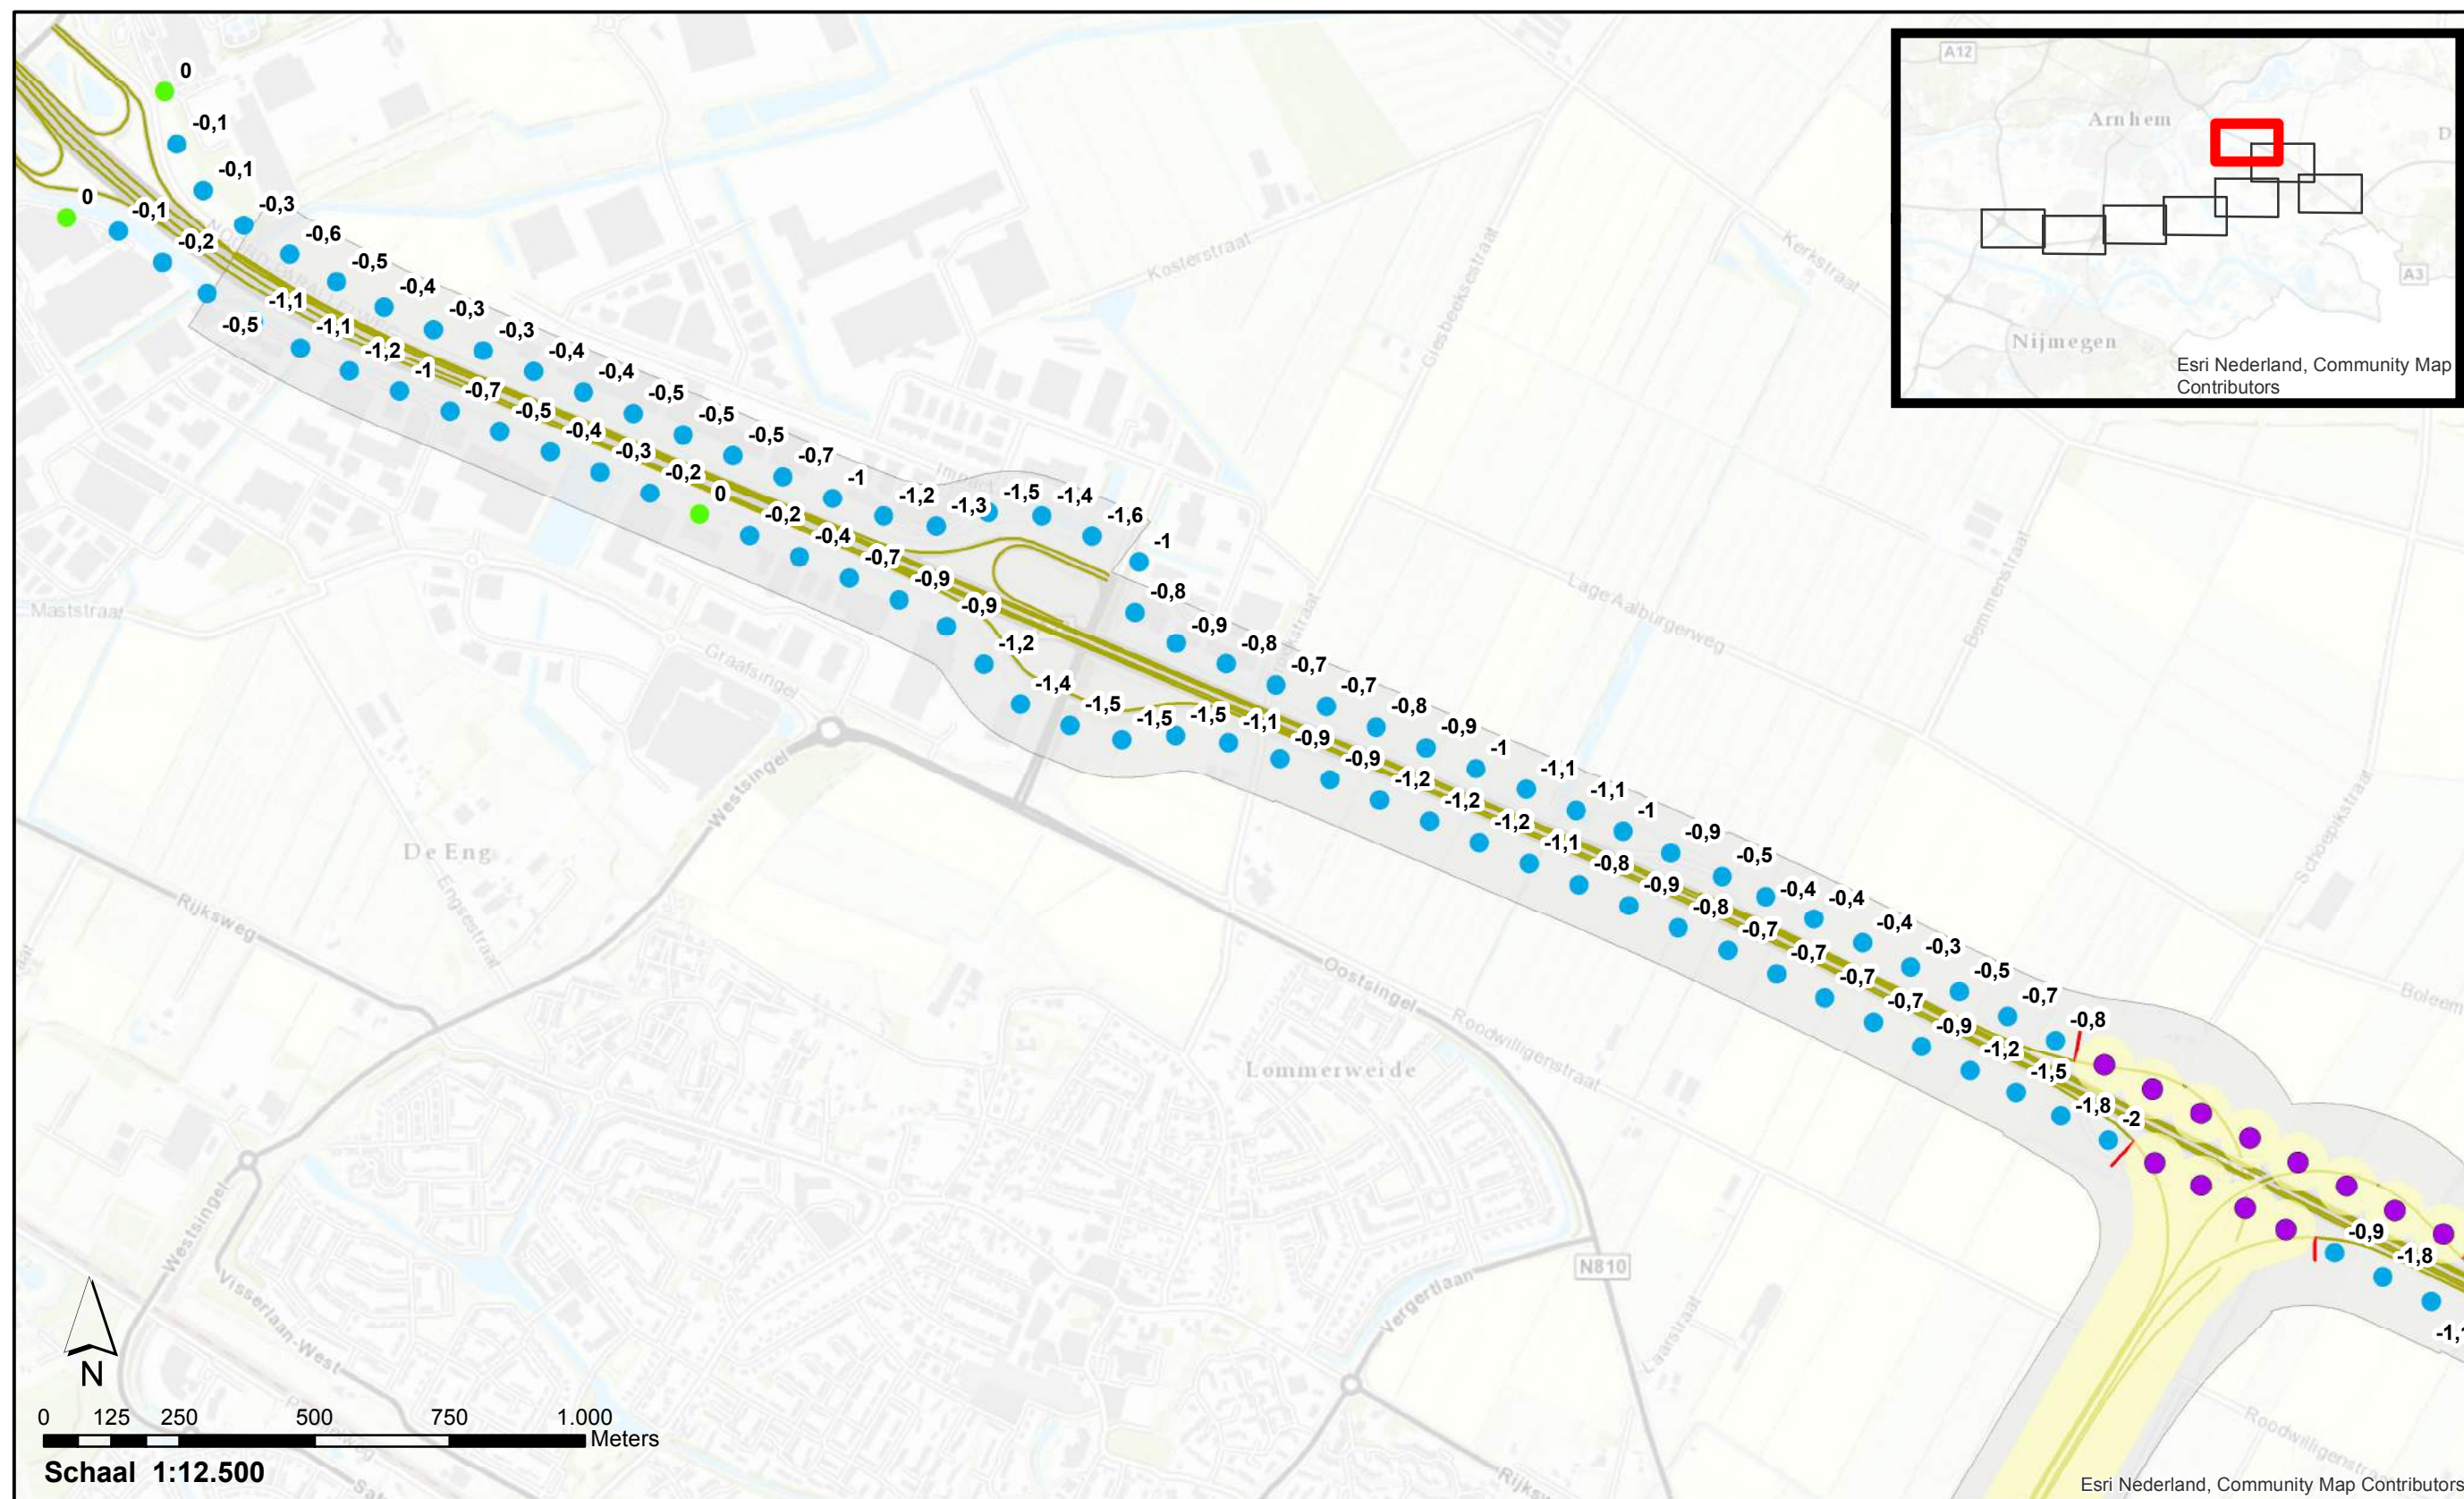 0
-0,1
-0,1
-0,3
-0,6
-0,5
-0,4
-0,3
-0,3
-0,4
-0,4
-0,5
-0,5
-0,5
-0,7
-1
-1,2
-1,3
-1,5
-1,4
-1,6
-1
-0,8
-0,9
-0,8
-0,7
-0,7
-0,8
-0,9
-1
-1,1
-1,1
-1
-0,9
-0,5
-0,4
-0,4
-0,4
-0,3
-0,5
-0,7
-0,8
0
-0,1
-0,2
-0,5
-1,1
-1,1
-1,2
-1
-0,7
-0,5
-0,4
-0,3
-0,2
0
-0,2
-0,4
-0,7
-0,9
-0,9
-1,2
-1,4
-1,5
-1,5
-1,5
-1,1
-0,9
-0,9
-1,2
-1,2
-1,2
-1,1
-0,8
-0,9
-0,8
-0,7
-0,7
-0,7
-0,7
-0,9
-1,2
-1,5
-1,8
-2
-0,9
-1,8
A12
Arnhem
D
A3
Nijmegen
Esri Nederland, Community Map
Contributors
Kosterstraat
Giesbeeksestraat
Kerkstraat
Impact
Lage Aalburgerweg
Bemmenstraat
Schoepikstraat
Boleem
Maststraat
Graafsingel
Westsingel
De Eng
Engsestraat
Rijksweg
Oostsingel
Roodwilligenstraat
Lommerweide
N810
Vergertlaan
Laarstraat
Westsingel
Visserlaan-West
Roodwilligenstraat
Rijksw
N
0 125 250 500 750 1.000
Meters
Schaal 1:12.500
Esri Nederland, Community Map Contributors